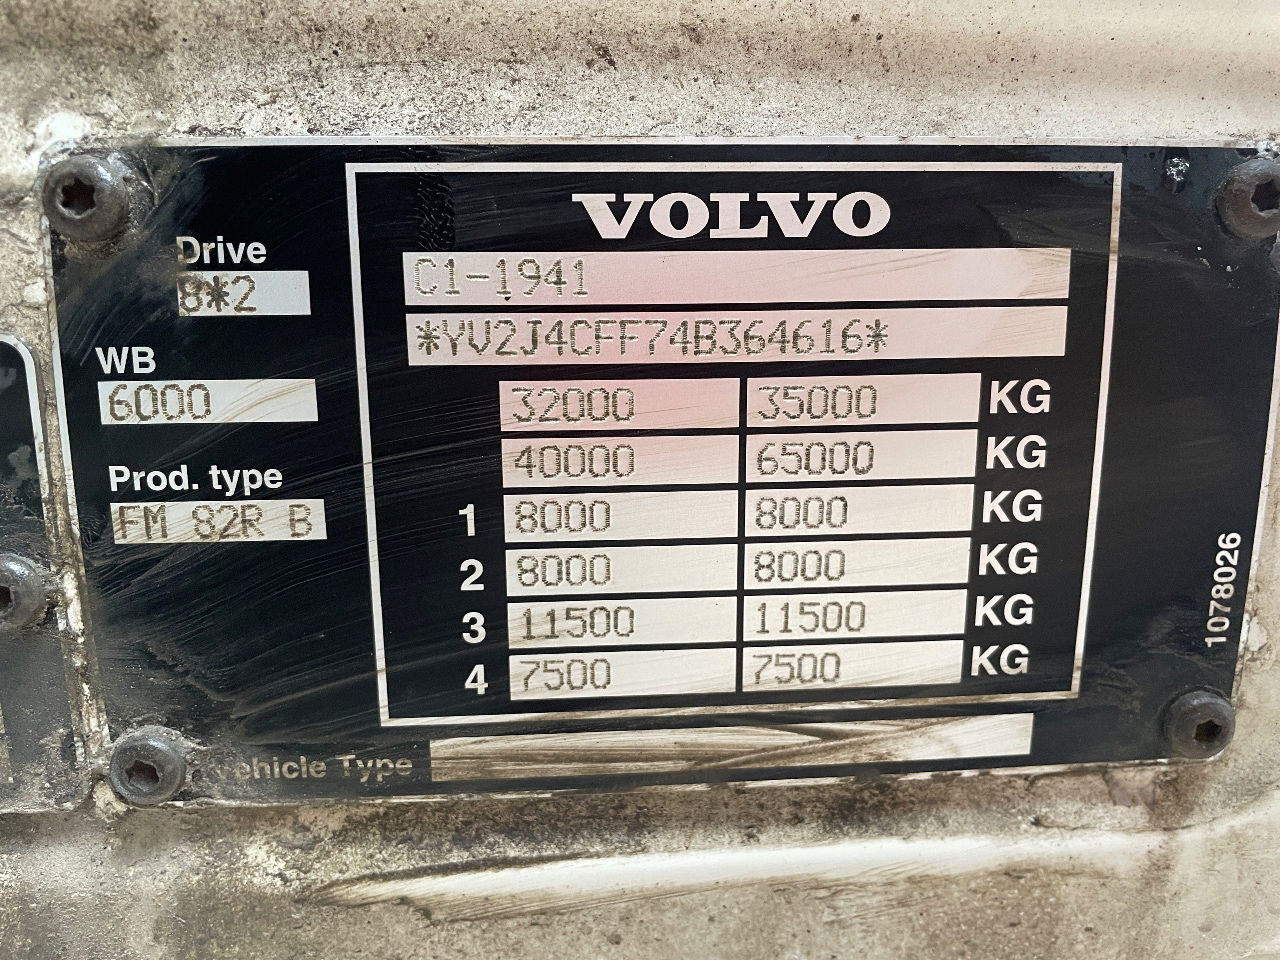 VOLVO
Drive
8*2
C1-1941
*YV2J4CFF74B364616*
WB
6000
32000 35000 KG
40000 65000 KG
Prod. type
FM 82R B
1 8000 8000 KG
2 8000 8000 KG
3 11500 11500 KG
4 7500 7500 KG
Vehicle Type
1078026